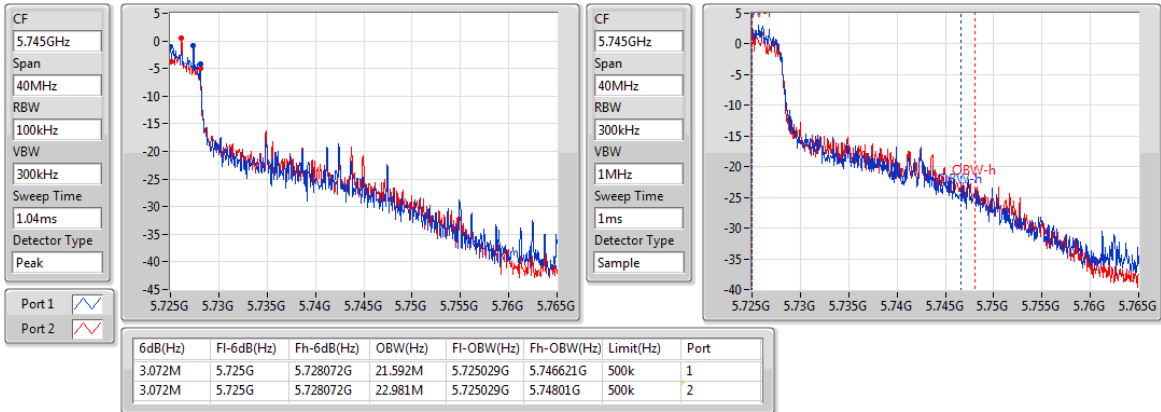 CF
5.745GHz
Span
40MHz
RBW
100kHz
VBW
300kHz
Sweep Time
1.04ms
Detector Type
Peak
Port 1
Port 2
5
0
-5
-10
-15
-20
-25
-30
-35
-40
-45
5.725G 5.73G 5.735G 5.74G 5.745G 5.75G 5.755G 5.76G 5.765G
CF
5.745GHz
Span
40MHz
RBW
300kHz
VBW
1MHz
Sweep Time
1ms
Detector Type
Sample
5
0
-5
-10
-15
-20
-25
-30
-35
-40
OBW-h
5.725G 5.73G 5.735G 5.74G 5.745G 5.75G 5.755G 5.76G 5.765G
6dB(Hz) Fl-6dB(Hz) Fh-6dB(Hz) OBW(Hz) Fl-OBW(Hz) Fh-OBW(Hz) Limit(Hz) Port
3.072M 5.725G 5.728072G 21.592M 5.725029G 5.746621G 500k 1
3.072M 5.725G 5.728072G 22.981M 5.725029G 5.74801G 500k 2